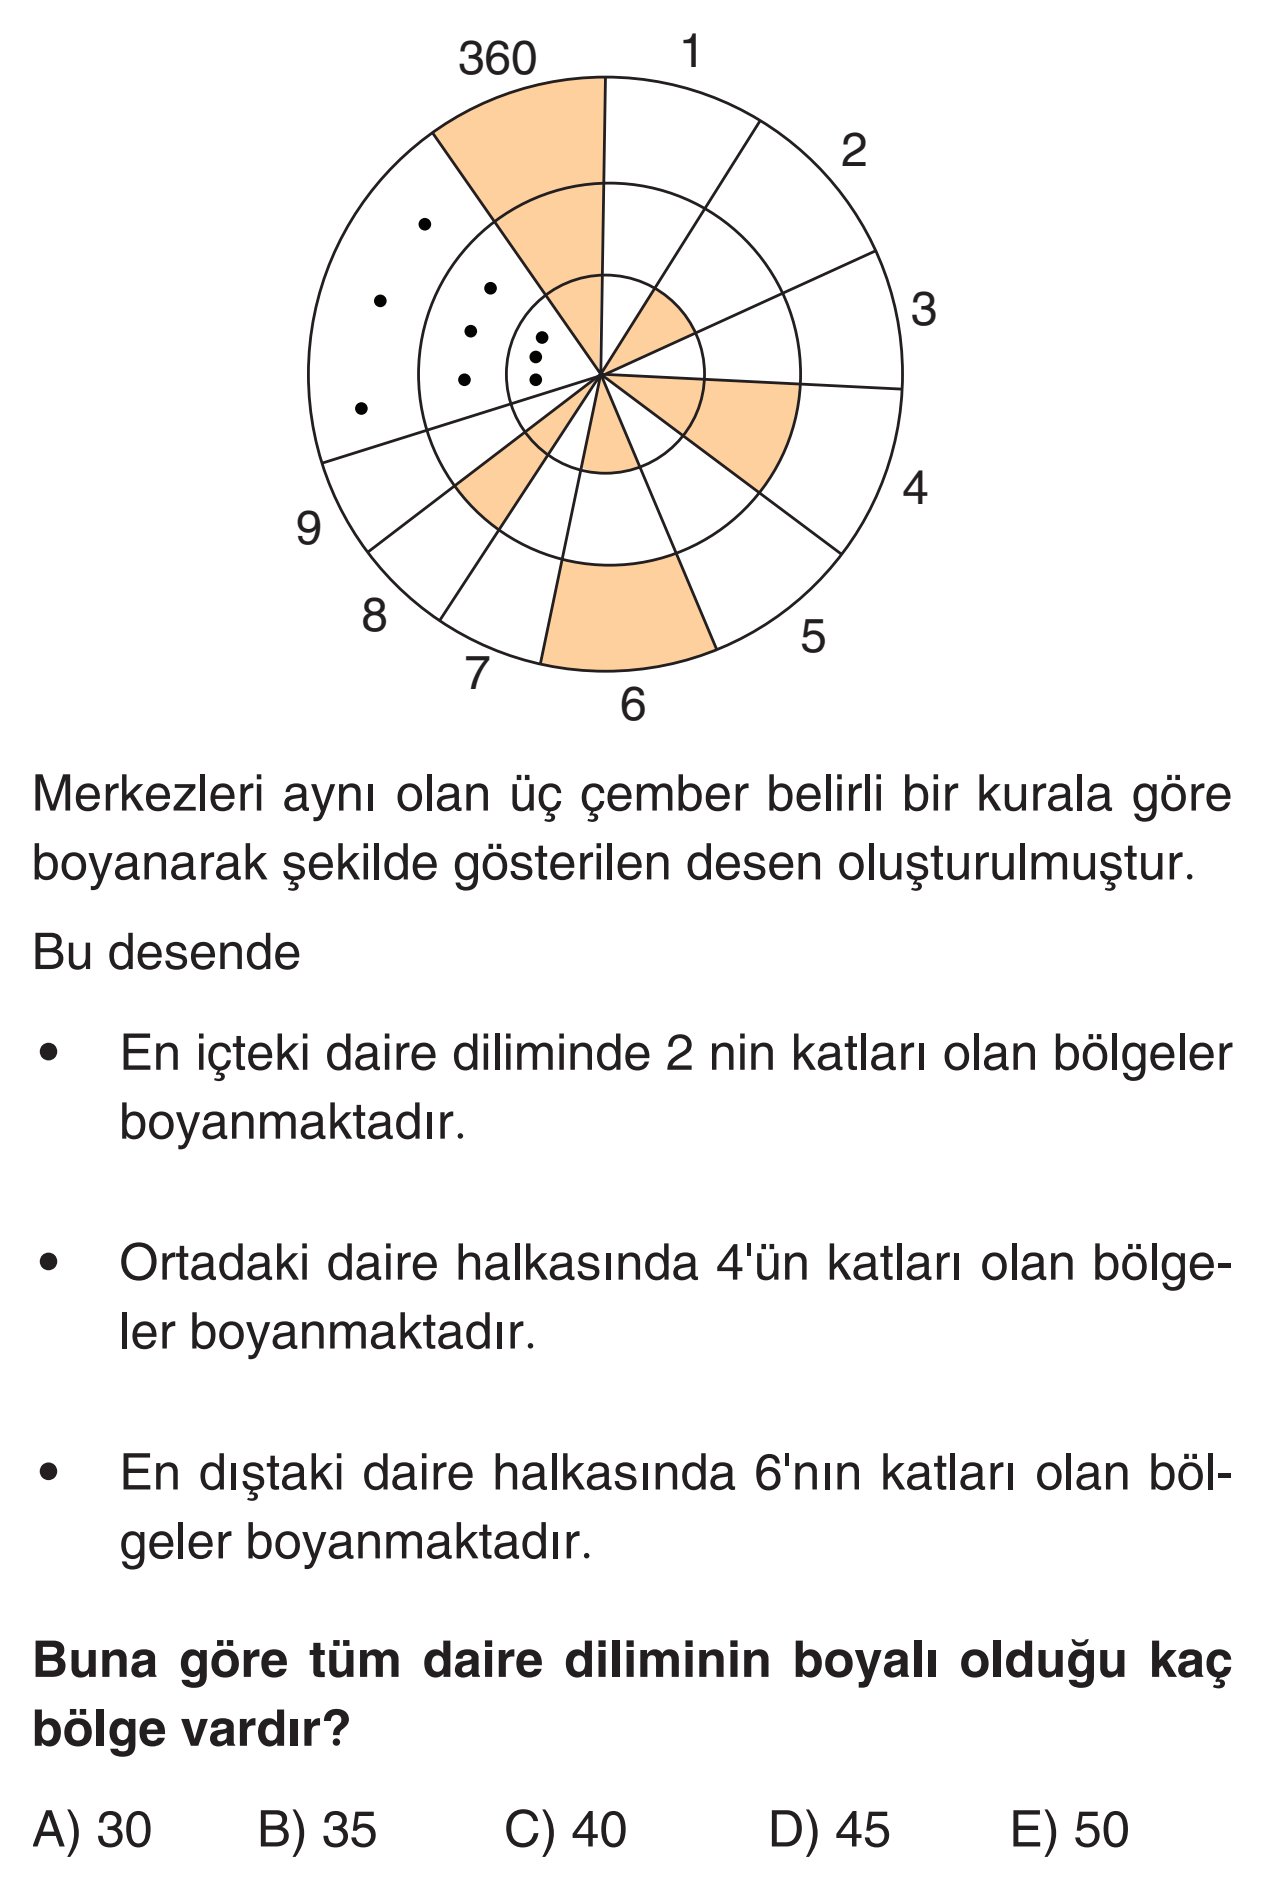 360 1
2
3
4
5
6
7
8
9
Merkezleri aynı olan üç çember belirli bir kurala göre
boyanarak şekilde gösterilen desen oluşturulmuştur.
Bu desende
• En içteki daire diliminde 2 nin katları olan bölgeler
boyanmaktadır.
• Ortadaki daire halkasında 4'ün katları olan bölge-
ler boyanmaktadır.
• En dıştaki daire halkasında 6'nın katları olan böl-
geler boyanmaktadır.
Buna göre tüm daire diliminin boyalı olduğu kaç
bölge vardır?
A) 30 B) 35 C) 40 D) 45 E) 50